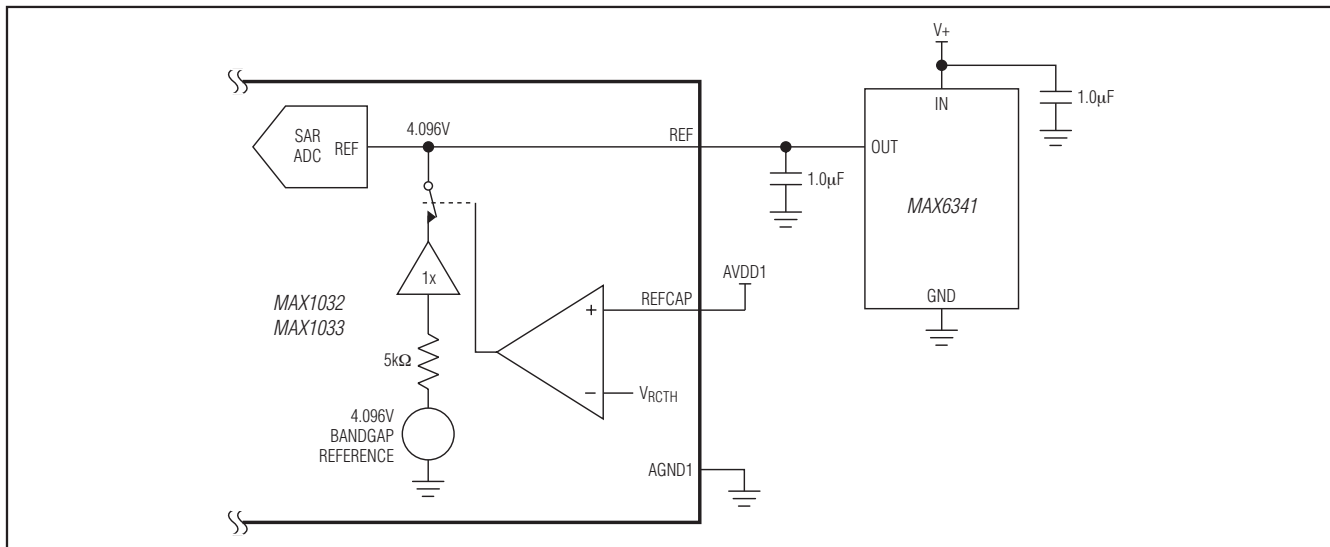 V+
IN
1.0µF
SAR
ADC
REF
4.096V
REF
OUT
1.0µF
MAX6341
GND
AVDD1
REFCAP
1x
+
−
VRCTH
MAX1032
MAX1033
5kΩ
4.096V
BANDGAP
REFERENCE
AGND1